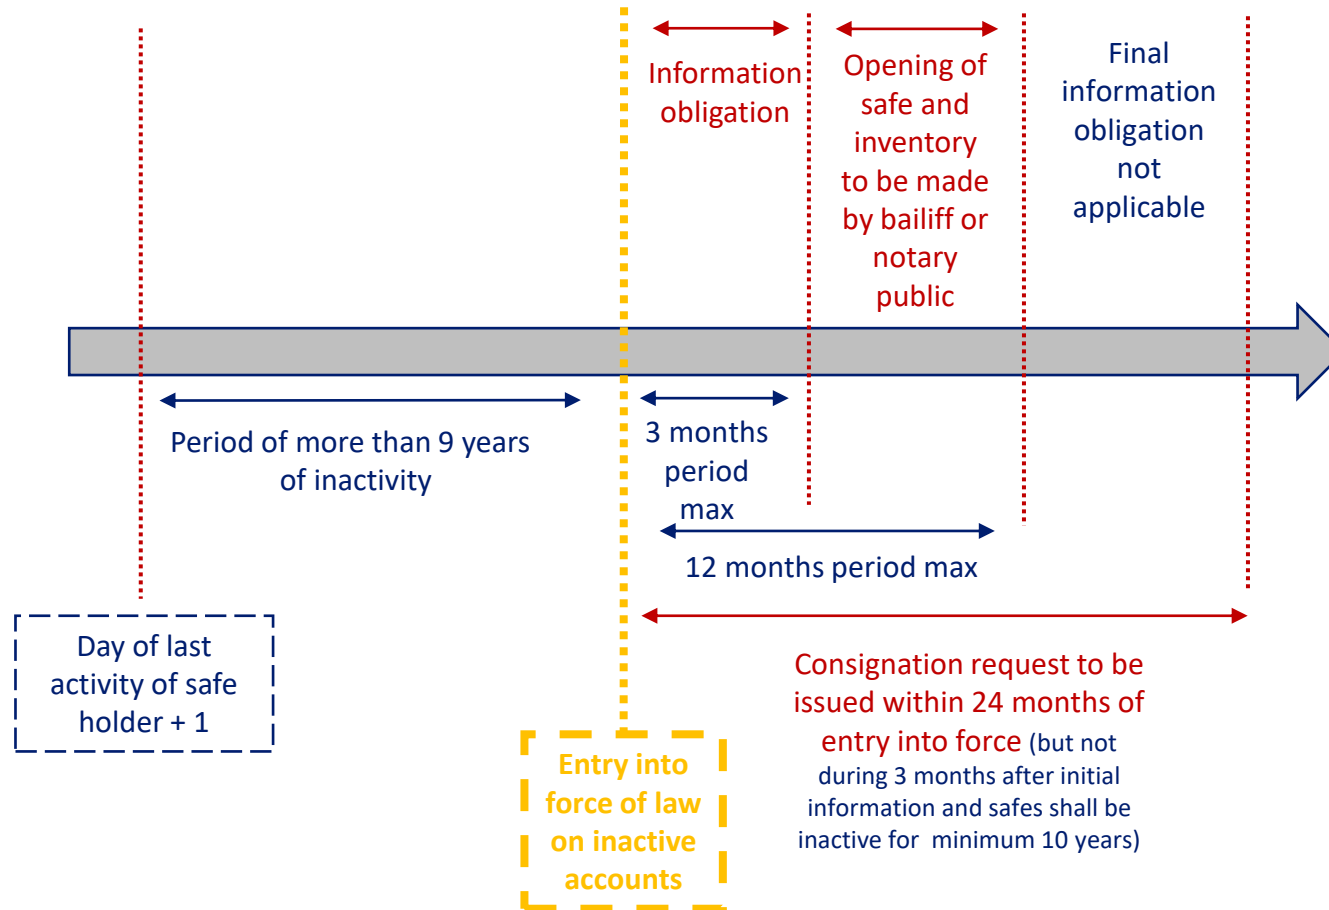 Information
obligation
Opening of
safe and
inventory
to be made
by bailiff or
notary
public
Final
information
obligation
not
applicable
Period of more than 9 years
of inactivity
3 months
period
max
12 months period max
Day of last
activity of safe
holder + 1
Entry into
force of law
on inactive
accounts
Consignation request to be
issued within 24 months of
entry into force (but not
during 3 months after initial
information and safes shall be
inactive for minimum 10 years)